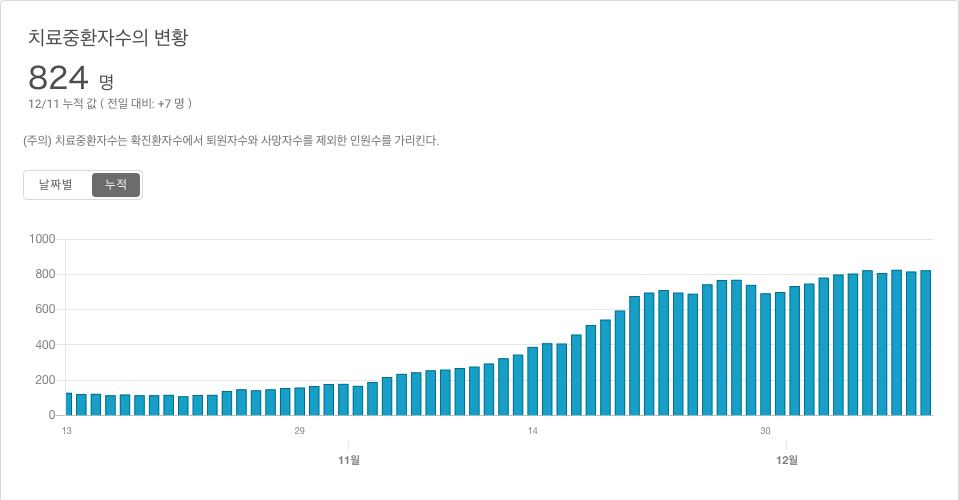 치료중환자수의 변황
824 명
12/11 누적 값 ( 전일 대비: +7 명 )
(주의) 치료중환자수는 확진환자수에서 퇴원자수와 사망자수를 제외한 인원수를 가리킨다.
날짜별 누적
1000
800
600
400
200
0
13 29 14 30
11월 12월